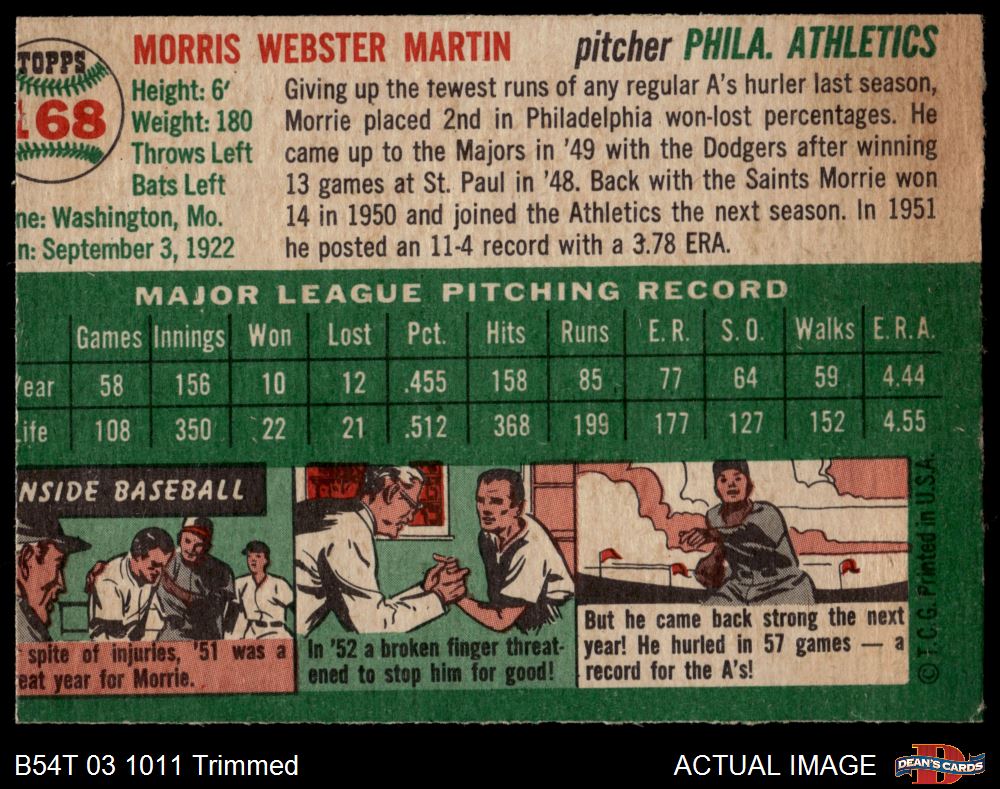 TOPPS
168
MORRIS WEBSTER MARTIN pitcher PHILA. ATHLETICS
Height: 6'
Weight: 180
Throws Left
Bats Left
ne: Washington, Mo.
n: September 3, 1922
Giving up the fewest runs of any regular A's hurler last season,
Morrie placed 2nd in Philadelphia won-lost percentages. He
came up to the Majors in '49 with the Dodgers after winning
13 games at St. Paul in '48. Back with the Saints Morrie won
14 in 1950 and joined the Athletics the next season. In 1951
he posted an 11-4 record with a 3.78 ERA.
MAJOR LEAGUE PITCHING RECORD
Games Innings Won Lost Pct. Hits Runs E.R. S.O. Walks E.R.A.
Year 58 156 10 12 .455 158 85 77 64 59 4.44
Life 108 350 22 21 .512 368 199 177 127 152 4.55
NSIDE BASEBALL
spite of injuries, '51 was a
eat year for Morrie.
In '52 a broken finger threat-
ened to stop him for good!
But he came back strong the next
year! He hurled in 57 games — a
record for the A's!
© T.C.G. Printed in U.S.A.
B54T 03 1011 Trimmed
ACTUAL IMAGE
DEAN'S CARDS